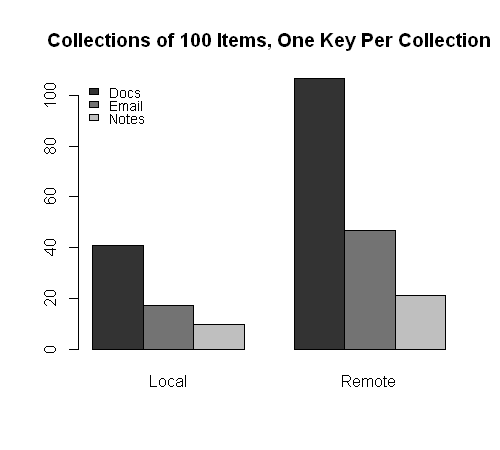 Collections of 100 Items, One Key Per Collection
Docs
Email
Notes
100
80
60
40
20
0
Local
Remote